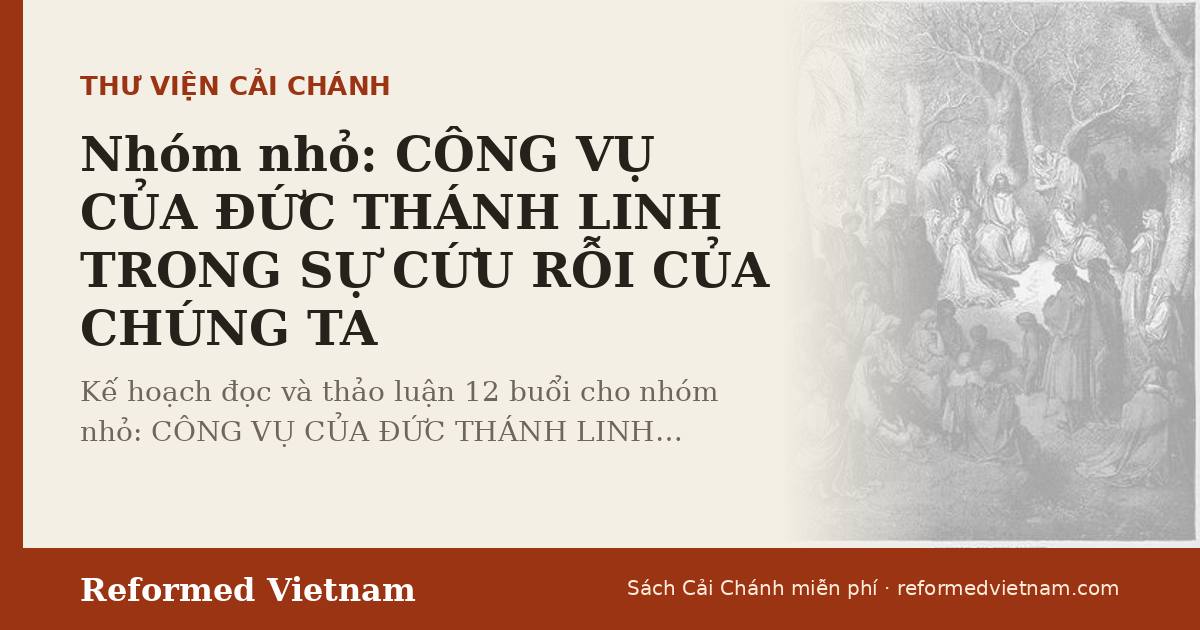 THƯ VIỆN CẢI CHÁNH
Nhóm nhỏ: CÔNG VỤ
CỦA ĐỨC THÁNH LINH
TRONG SỰ CỨU RỖI CỦA
CHÚNG TA
Kế hoạch đọc và thảo luận 12 buổi cho nhóm
nhỏ: CÔNG VỤ CỦA ĐỨC THÁNH LINH…
Reformed Vietnam
Sách Cải Chánh miễn phí · reformedvietnam.com